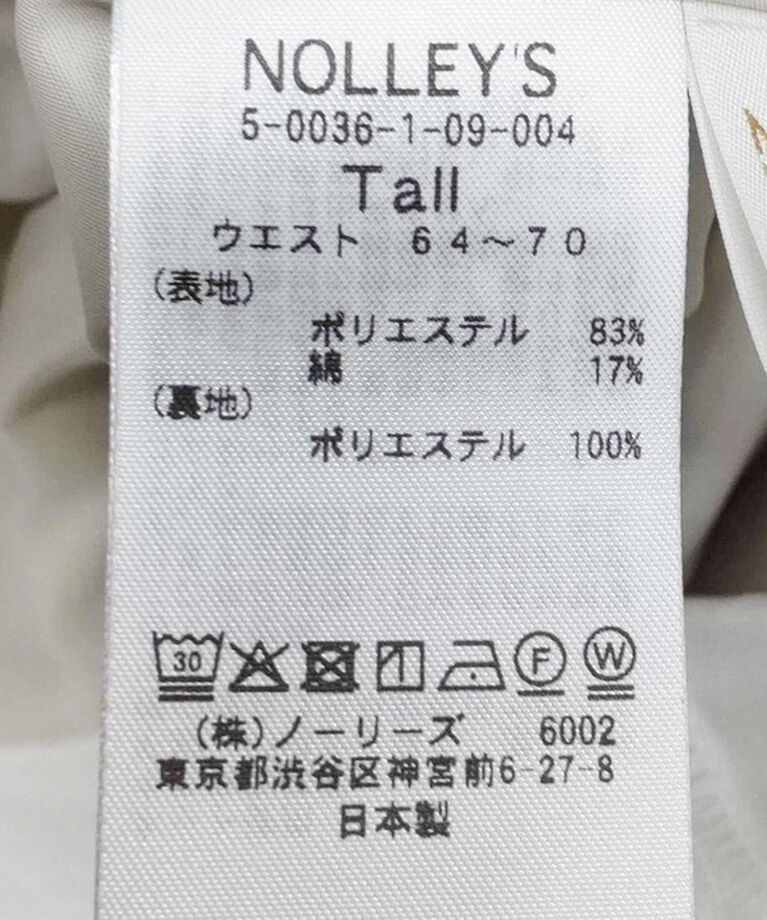 NOLLEY'S
5-0036-1-09-004
Tall
ウエスト 64〜70
(表地)
ポリエステル 83%
綿 17%
(裏地)
ポリエステル 100%
30 F W
(株)ノーリーズ 6002
東京都渋谷区神宮前6-27-8
日本製